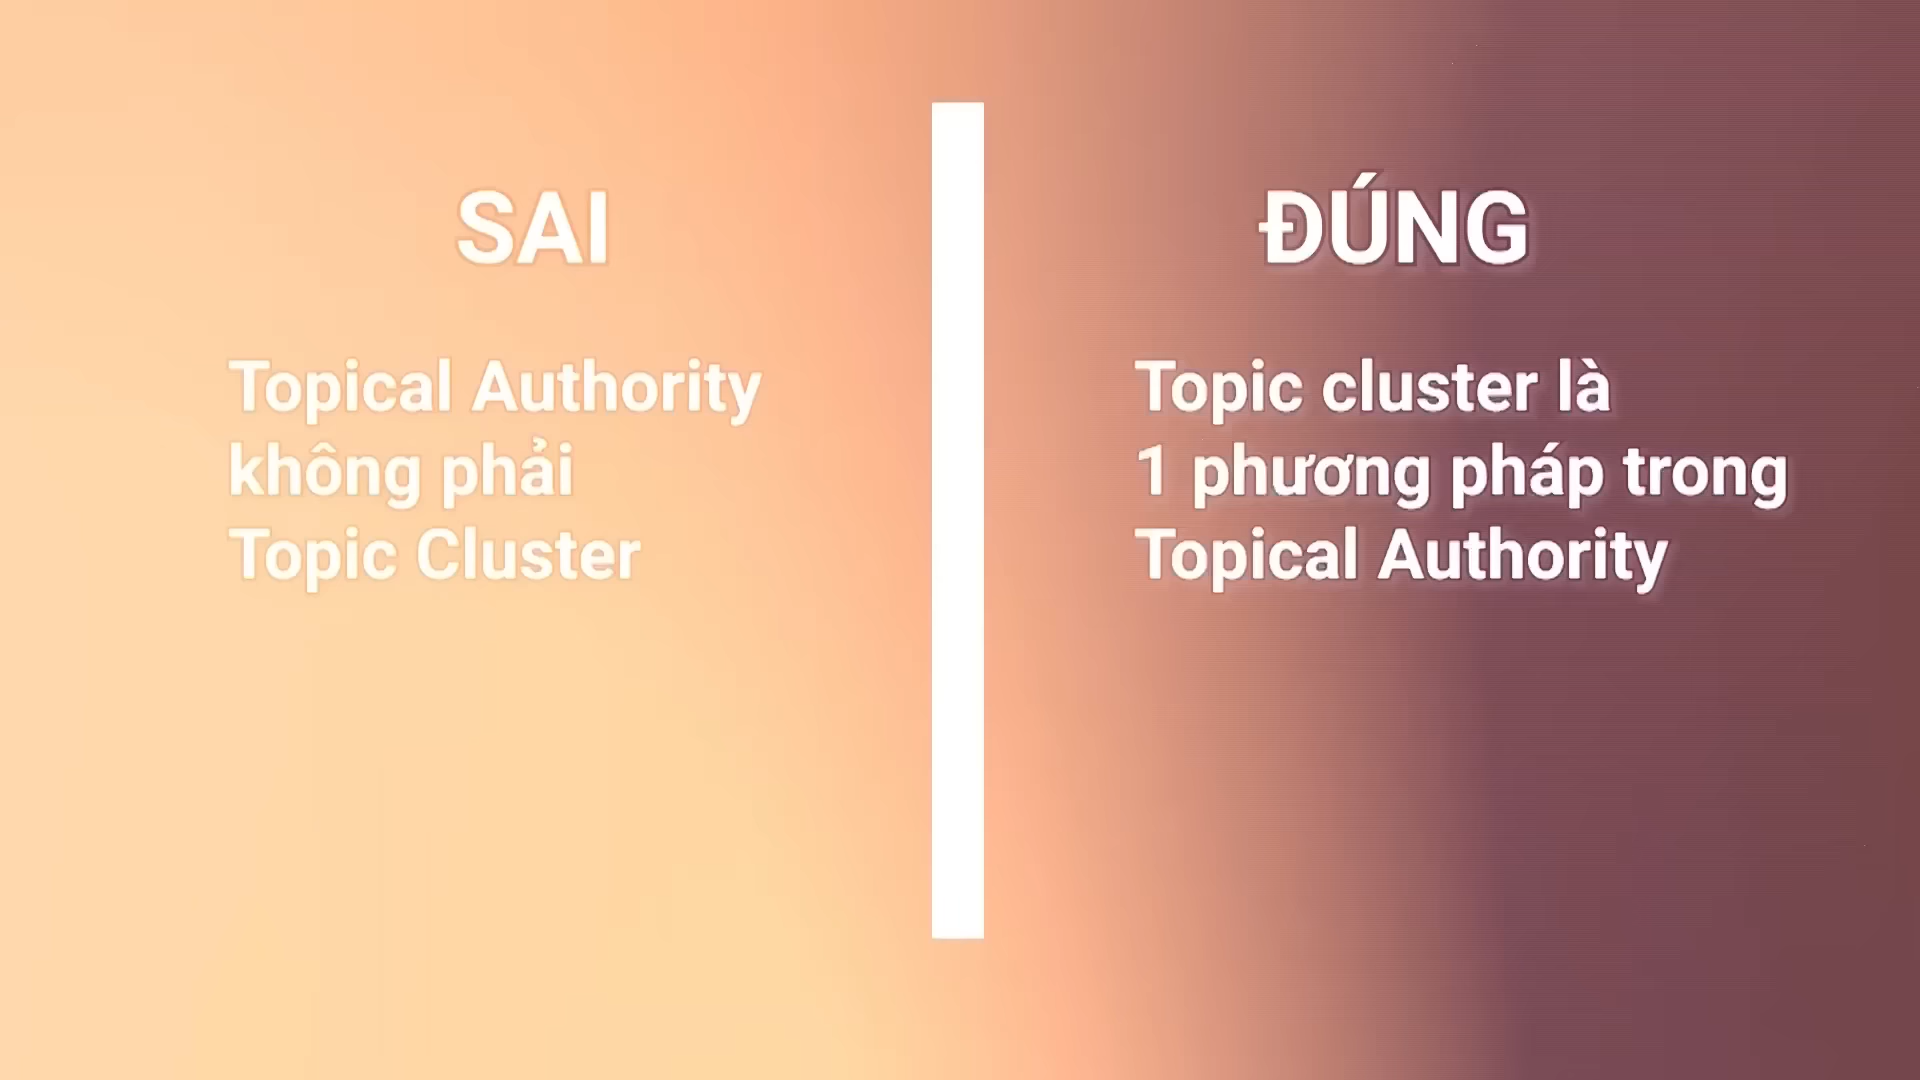 SAI
Topical Authority
không phải
Topic Cluster
ĐÚNG
Topic cluster là
1 phương pháp trong
Topical Authority